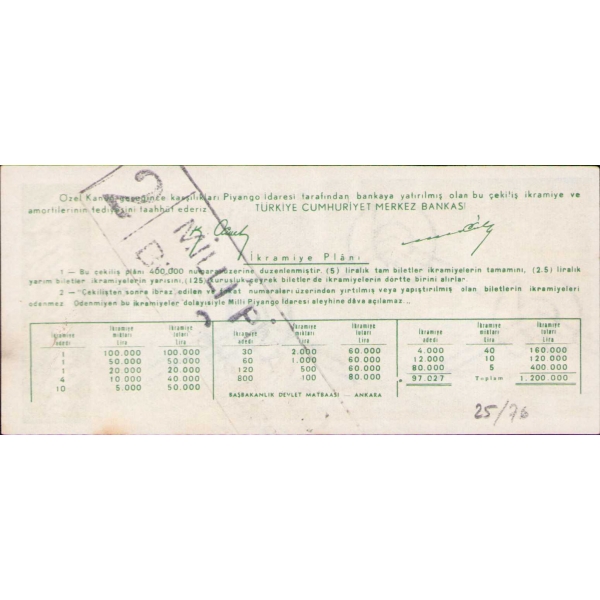 Özel Kanun gereğince karşılıkları Piyango idaresi tarafından bankaya yatırılmış olan bu çekiliş ikramiye ve
amortilerinin tediyesini taahhüt ederiz TÜRKİYE CUMHURİYET MERKEZ BANKASI
İkramiye Plânı
1 — Bu çekiliş plânı 400.000 numara üzerine düzenlenmiştir. (5) liralık tam biletler ikramiyelerin tamamını, (2.5) liralık
yarım biletler ikramiyelerin yarısını, (125) kuruşluk çeyrek biletler de ikramiyelerin dörtte birini alırlar.
2 — "Çekilişten sonra ibraz" edilen ve numaraları üzerinden yırtılmış veya yapıştırılmış olan biletlerin ikramiyeleri
ödenmez. Ödenmiyen bu ikramiyeler dolayısiyle Milli Piyango İdaresi aleyhine dâva açılamaz...
İkramiye adedi İkramiye miktarı Lira İkramiye tutarı Lira
1 100.000 100.000
1 50.000 50.000
1 20.000 20.000
4 10.000 40.000
10 5.000 50.000
İkramiye adedi İkramiye miktarı Lira İkramiye tutarı Lira
30 2.000 60.000
60 1.000 60.000
120 500 60.000
800 100 80.000
İkramiye adedi İkramiye miktarı Lira İkramiye tutarı Lira
4.000 40 160.000
12.000 10 120.000
80.000 5 400.000
97.027 Toplam 1.200.000
BAŞBAKANLIK DEVLET MATBAASI — ANKARA
25/76
MİLLİ P